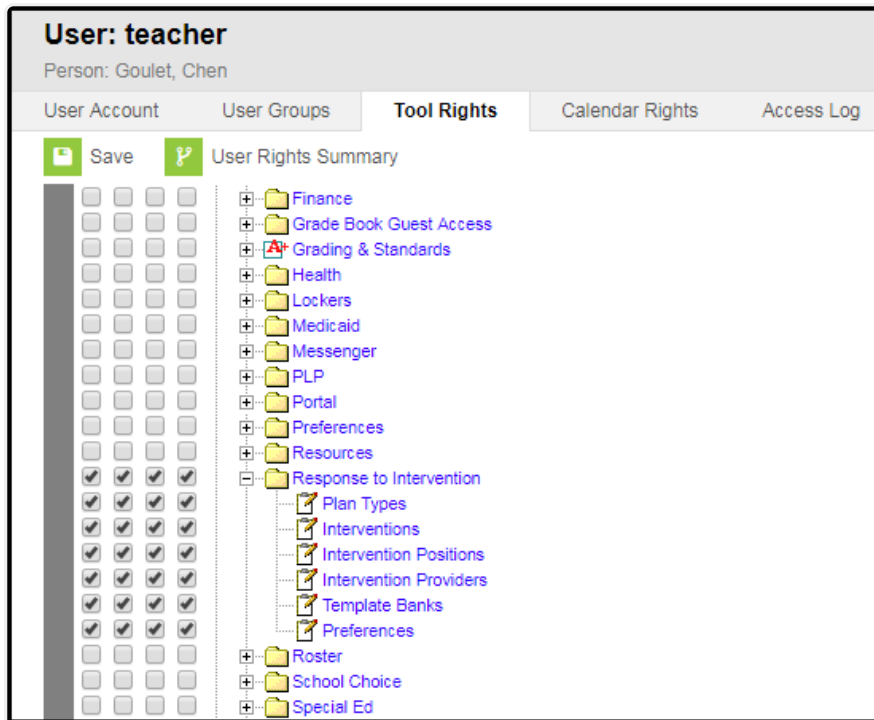 User: teacher
Person: Goulet, Chen
User Account User Groups Tool Rights Calendar Rights Access Log
Save User Rights Summary
Finance
Grade Book Guest Access
A+ Grading & Standards
Health
Lockers
Medicaid
Messenger
PLP
Portal
Preferences
Resources
Response to Intervention
Plan Types
Interventions
Intervention Positions
Intervention Providers
Template Banks
Preferences
Roster
School Choice
Special Ed